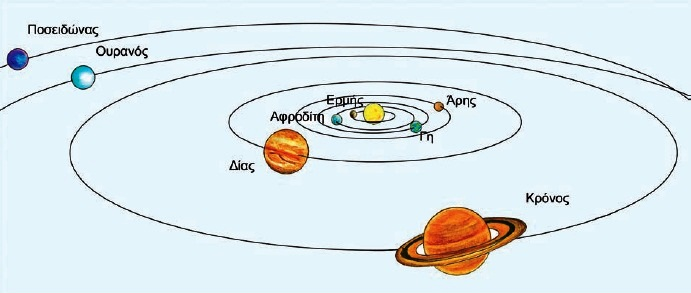 Ποσειδώνας
Ουρανός
Ερμής
Άρης
Αφροδίτη
Γη
Δίας
Κρόνος